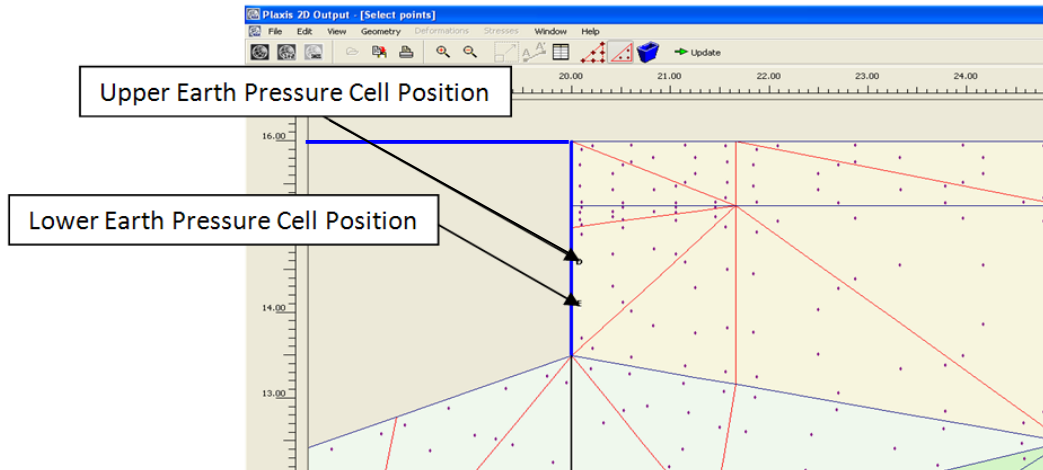 Plaxis 2D Output - [Select points]
File Edit View Geometry Deformations Stresses Window Help
Update
20.00 21.00 22.00 23.00 24.00
Upper Earth Pressure Cell Position
16.00
Lower Earth Pressure Cell Position
D
E
14.00
13.00